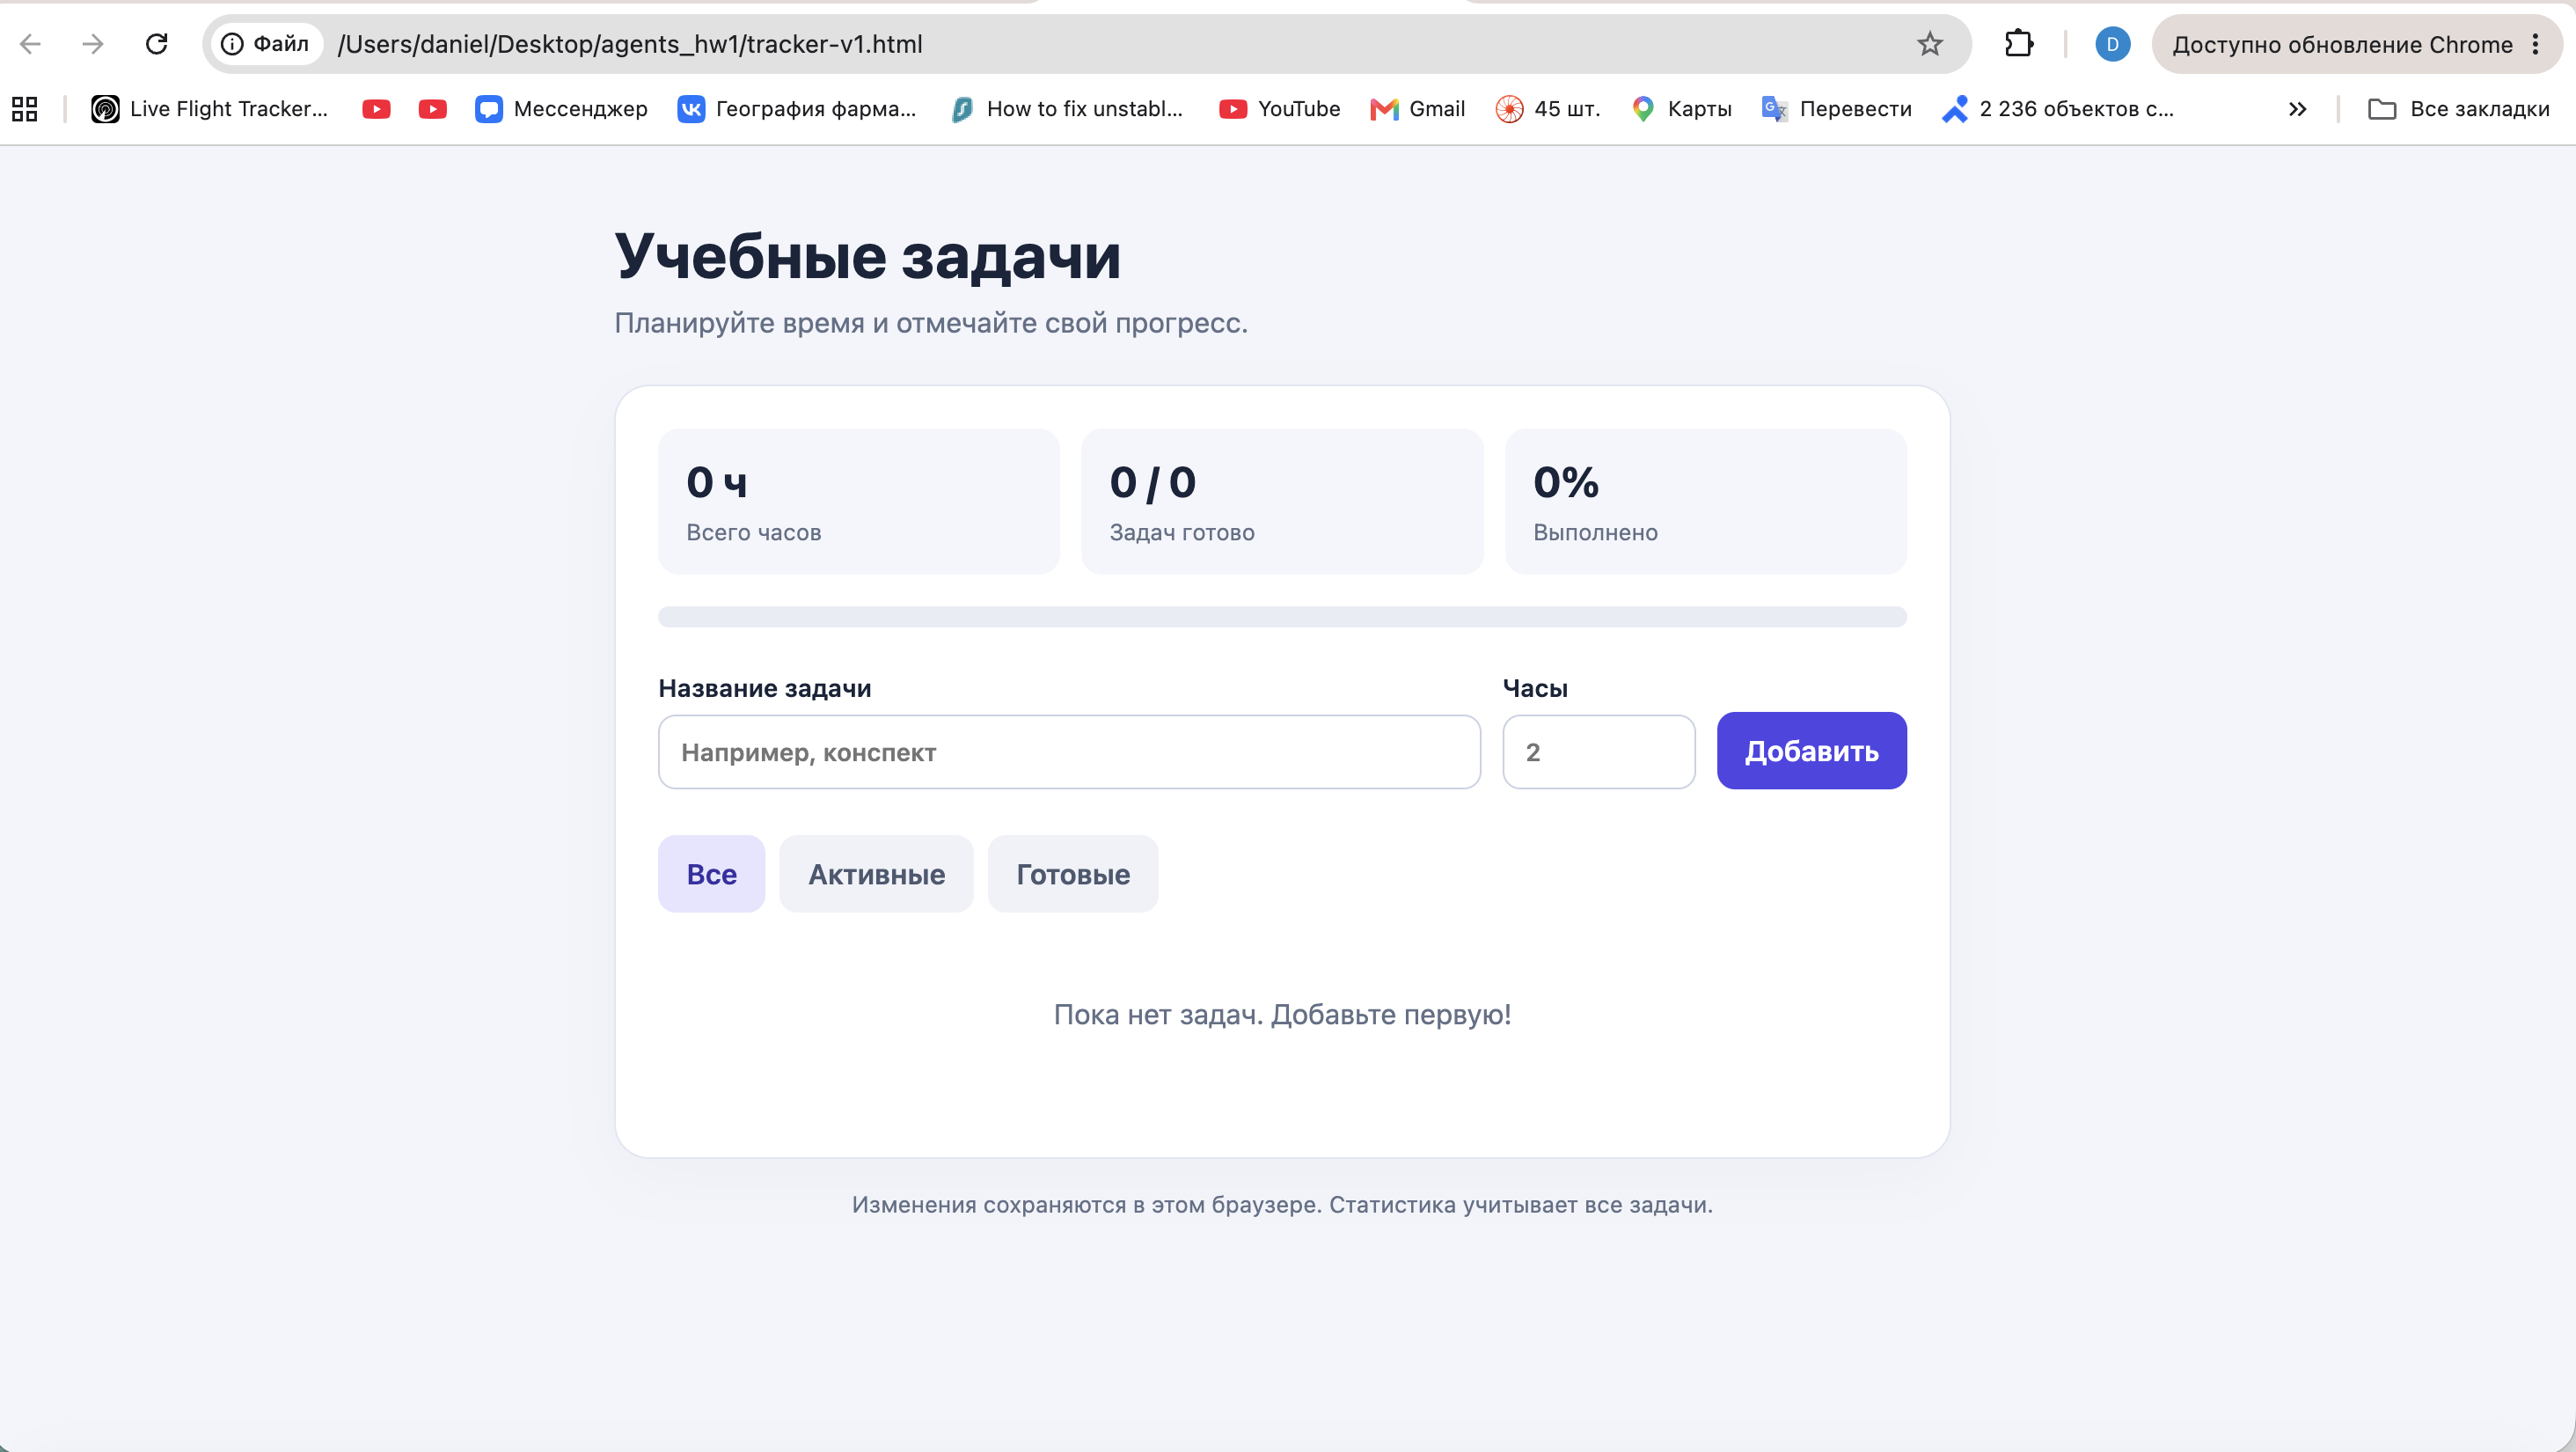 Файл /Users/daniel/Desktop/agents_hw1/tracker-v1.html D Доступно обновление Chrome
Live Flight Tracker... Мессенджер География фарма... How to fix unstabl... YouTube Gmail 45 шт. Карты Перевести 2 236 объектов с... Все закладки
Учебные задачи
Планируйте время и отмечайте свой прогресс.
0 ч 0 / 0 0%
Всего часов Задач готово Выполнено
Название задачи Часы
Например, конспект 2 Добавить
Все Активные Готовые
Пока нет задач. Добавьте первую!
Изменения сохраняются в этом браузере. Статистика учитывает все задачи.